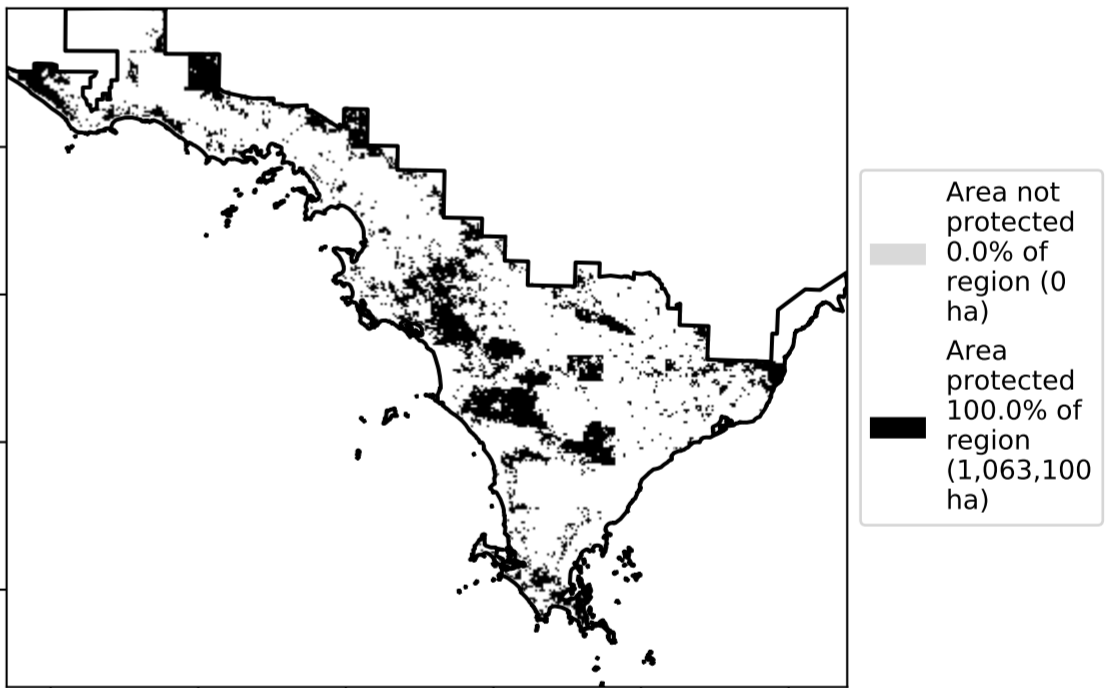 Area not
protected
0.0% of
region (0
ha)
Area
protected
100.0% of
region
(1,063,100
ha)